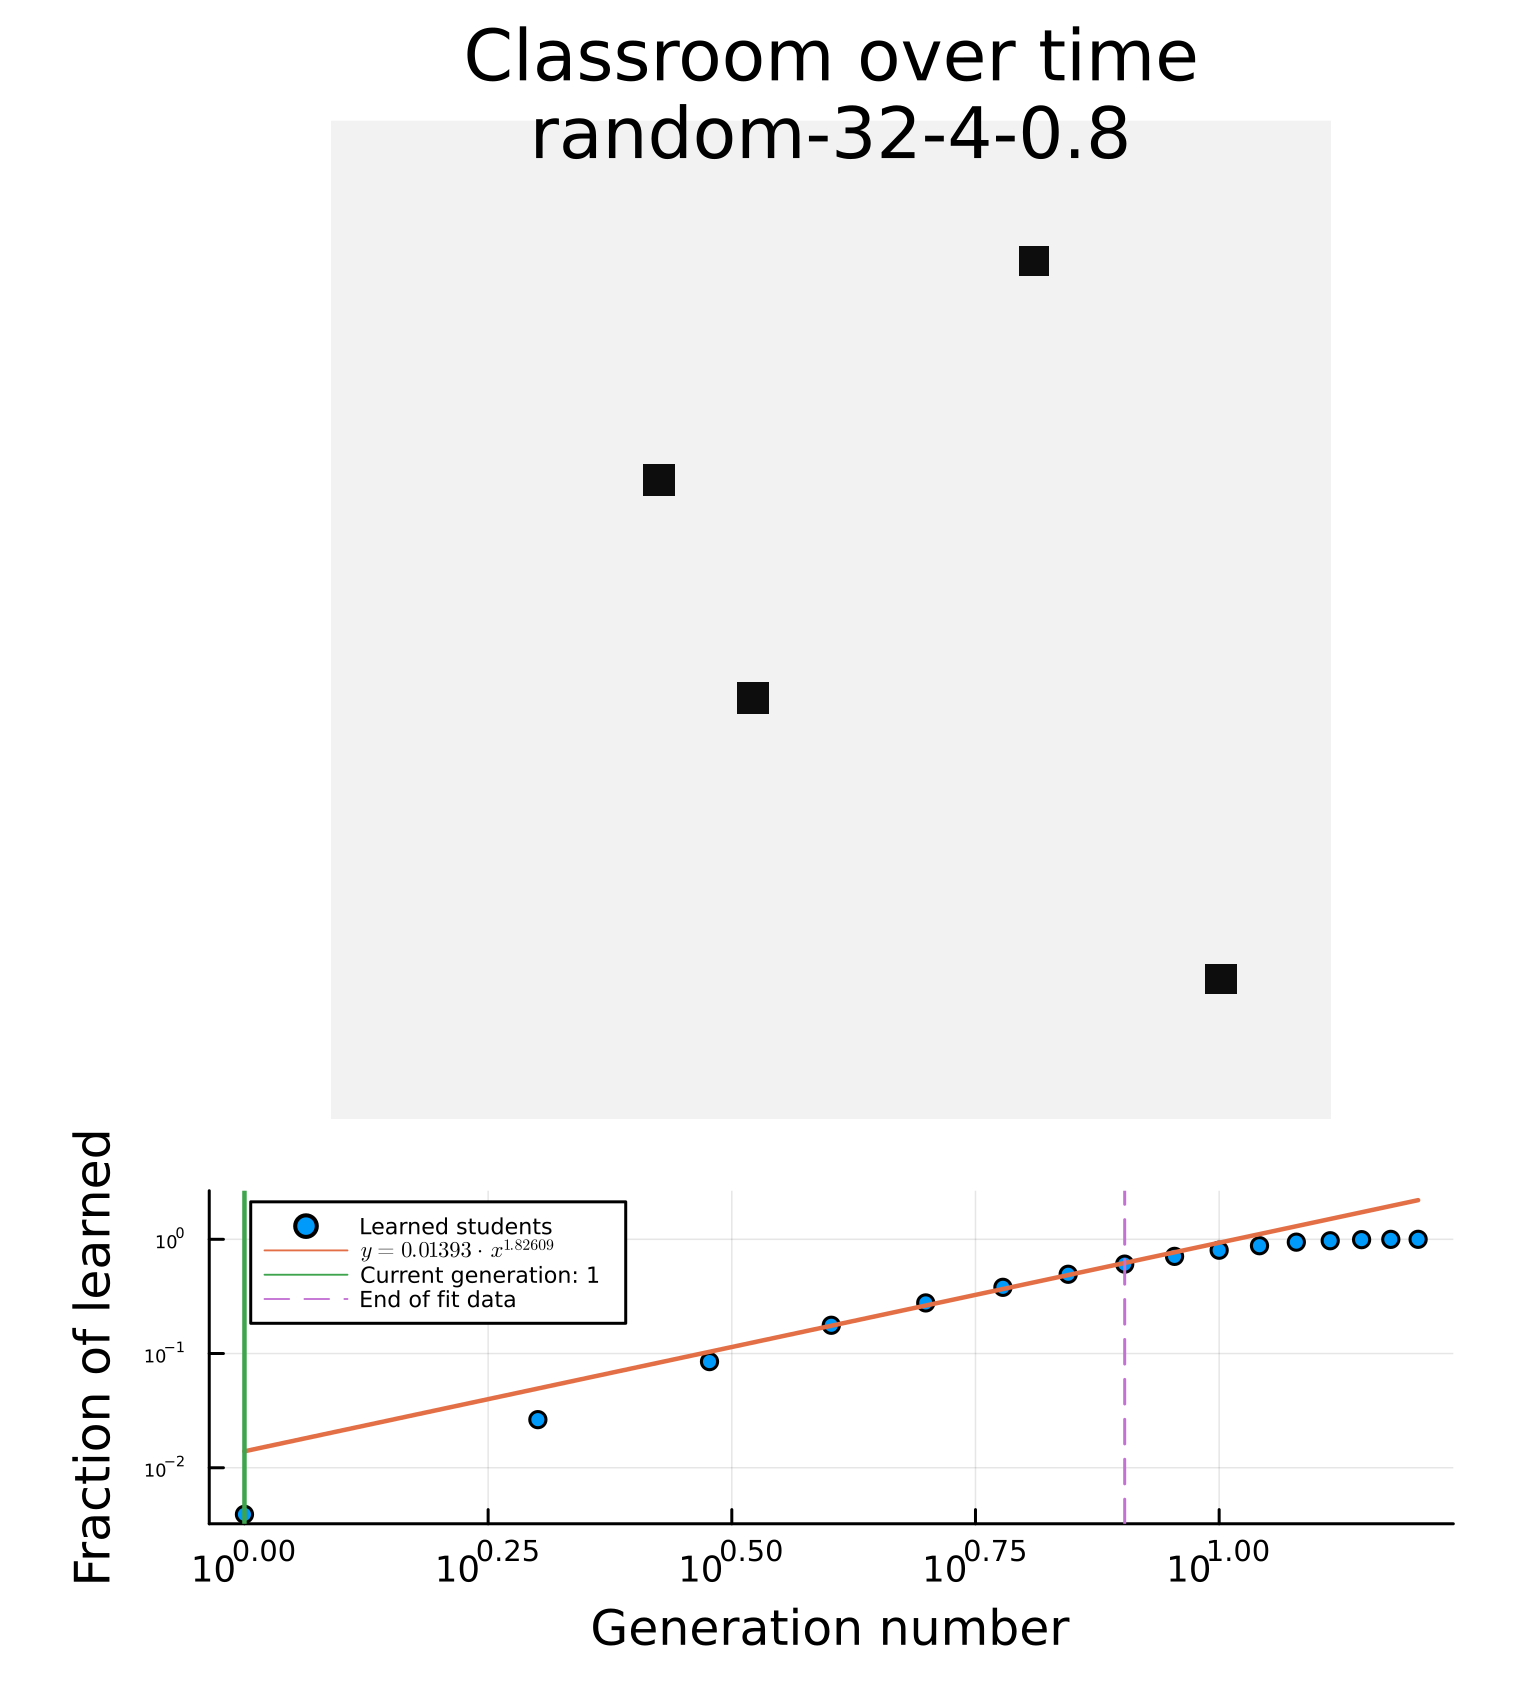 Classroom over time
random-32-4-0.8
Fraction of learned
10⁰
10⁻¹
10⁻²
Learned students
y = 0.01393 · x^1.82609
Current generation: 1
End of fit data
10^0.00 10^0.25 10^0.50 10^0.75 10^1.00
Generation number